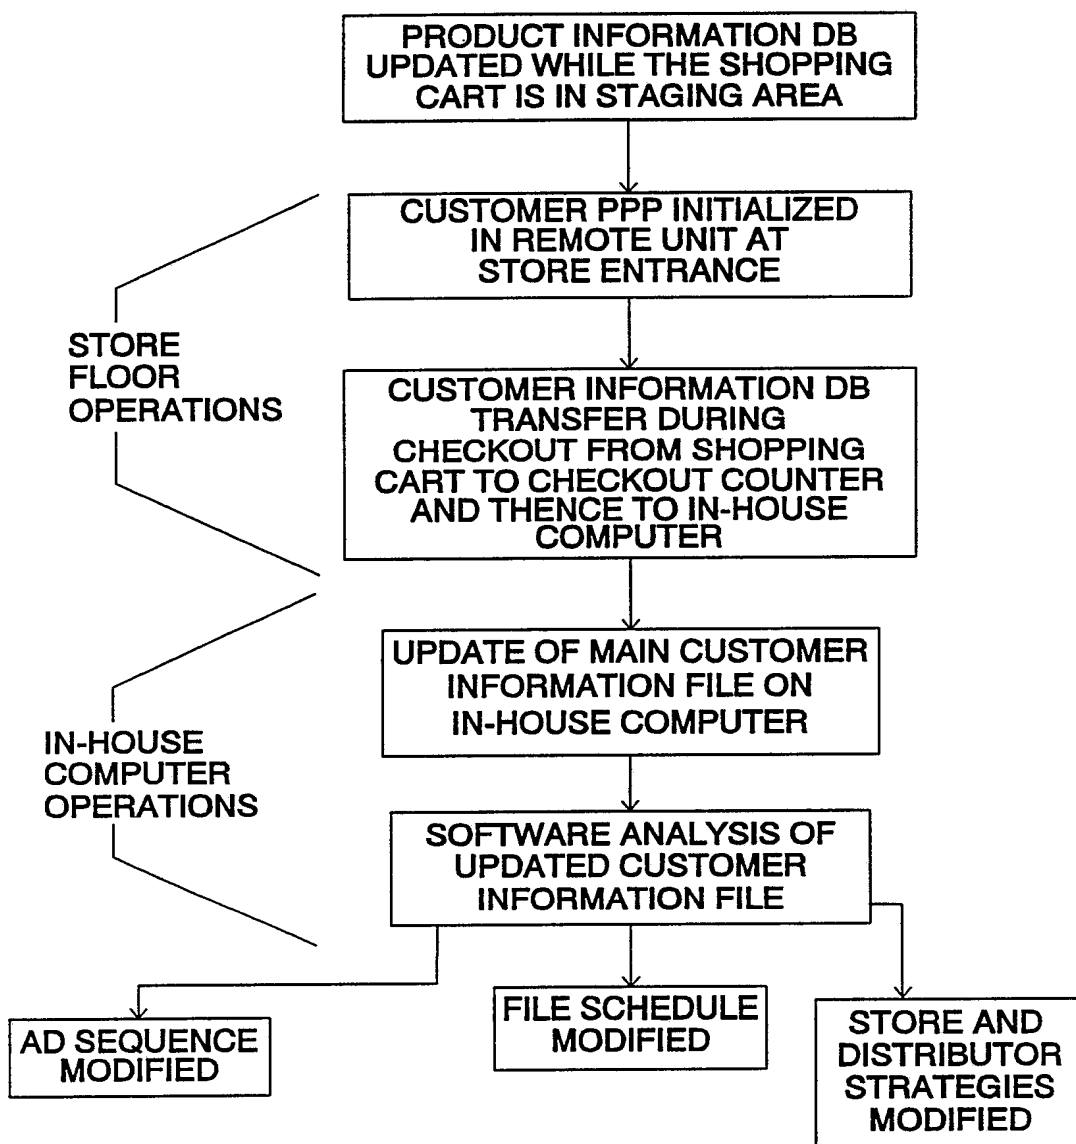 PRODUCT INFORMATION DB
UPDATED WHILE THE SHOPPING
CART IS IN STAGING AREA
CUSTOMER PPP INITIALIZED
IN REMOTE UNIT AT
STORE ENTRANCE
STORE
FLOOR
OPERATIONS
CUSTOMER INFORMATION DB
TRANSFER DURING
CHECKOUT FROM SHOPPING
CART TO CHECKOUT COUNTER
AND THENCE TO IN-HOUSE
COMPUTER
UPDATE OF MAIN CUSTOMER
INFORMATION FILE ON
IN-HOUSE COMPUTER
IN-HOUSE
COMPUTER
OPERATIONS
SOFTWARE ANALYSIS OF
UPDATED CUSTOMER
INFORMATION FILE
AD SEQUENCE
MODIFIED
FILE SCHEDULE
MODIFIED
STORE AND
DISTRIBUTOR
STRATEGIES
MODIFIED